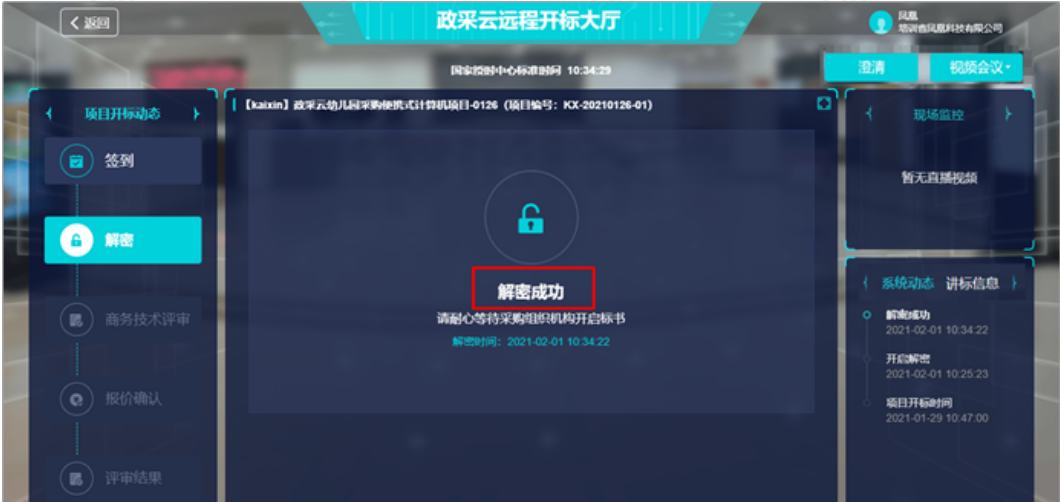 返回
政采云远程开标大厅
凤凰
培训省凤凰科技有限公司
国家授时中心标准时间 10:34:29
澄清
视频会议
项目开标动态
签到
解密
商务技术评审
报价确认
评审结果
【kaixin】政采云幼儿园采购便携式计算机项目-0126（项目编号：KX-20210126-01）
解密成功
请耐心等待采购组织机构开启标书
解密时间：2021-02-01 10:34:22
现场监控
暂无直播视频
系统动态 讲标信息
解密成功
2021-02-01 10:34:22
开启解密
2021-02-01 10:25:23
项目开标时间
2021-01-29 10:47:00